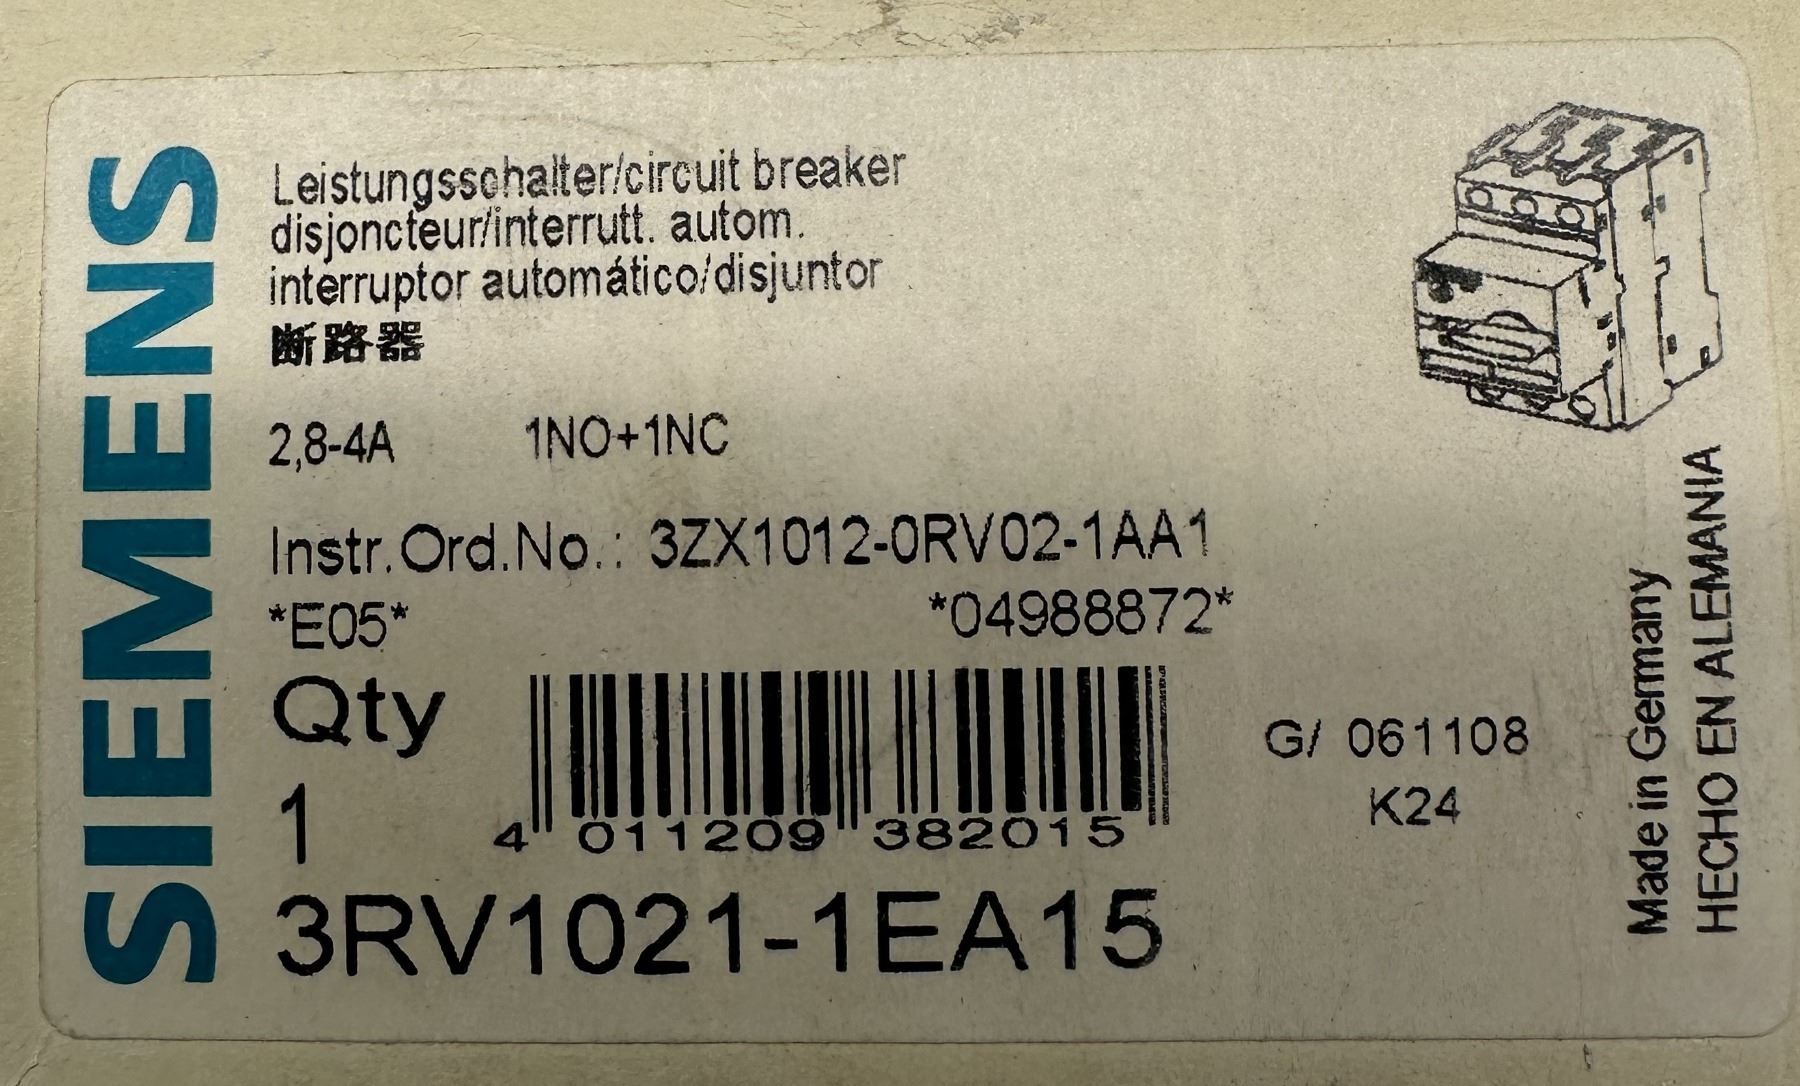 SIEMENS
Leistungsschalter/circuit breaker
disjoncteur/interrutt. autom.
interruptor automático/disjuntor
断路器
2,8-4A 1NO+1NC
Instr.Ord.No.: 3ZX1012-0RV02-1AA1
*E05* *04988872*
Qty
1
4 011209 382015
3RV1021-1EA15
G/ 061108
K24
Made in Germany
HECHO EN ALEMANIA